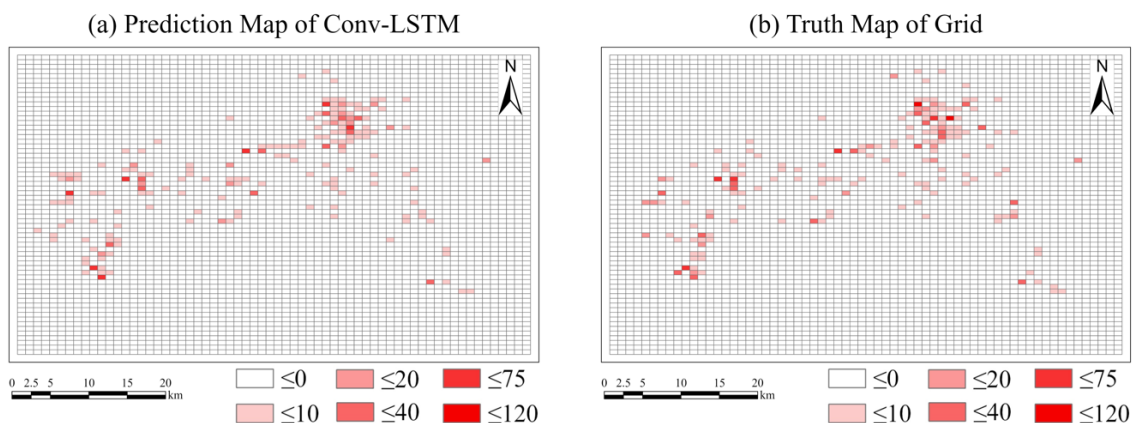 (a) Prediction Map of Conv-LSTM
N
0 2.5 5 10 15 20
km
≤0 ≤20 ≤75
≤10 ≤40 ≤120
(b) Truth Map of Grid
N
0 2.5 5 10 15 20
km
≤0 ≤20 ≤75
≤10 ≤40 ≤120